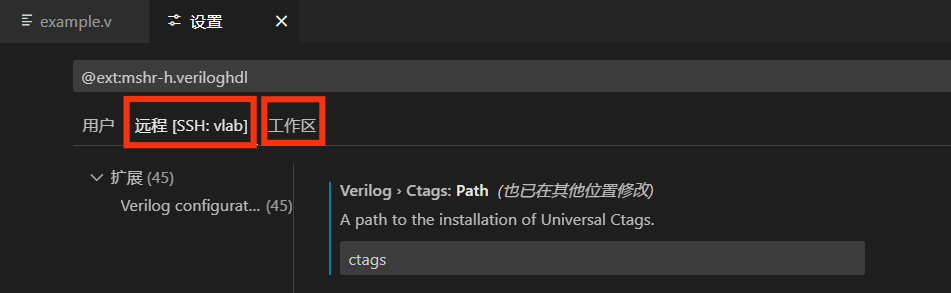 example.v 设置
@ext:mshr-h.veriloghdl
用户 远程 [SSH: vlab] 工作区
扩展 (45)
Verilog configurat... (45)
Verilog › Ctags: Path (也已在其他位置修改)
A path to the installation of Universal Ctags.
ctags